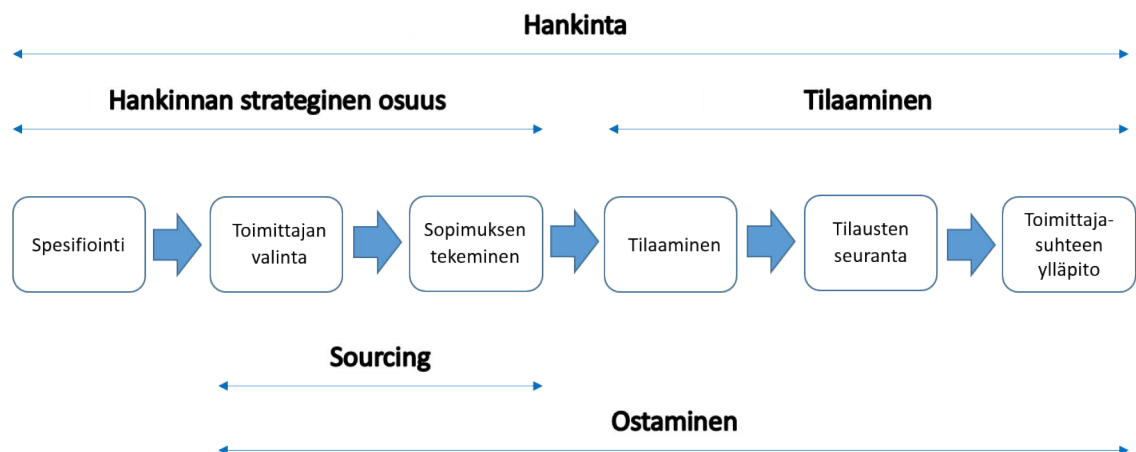 Hankinta
Hankinnan strateginen osuus
Tilaaminen
Spesifiointi
Toimittajan
valinta
Sopimuksen
tekeminen
Tilaaminen
Tilausten
seuranta
Toimittaja-
suhteen
ylläpito
Sourcing
Ostaminen